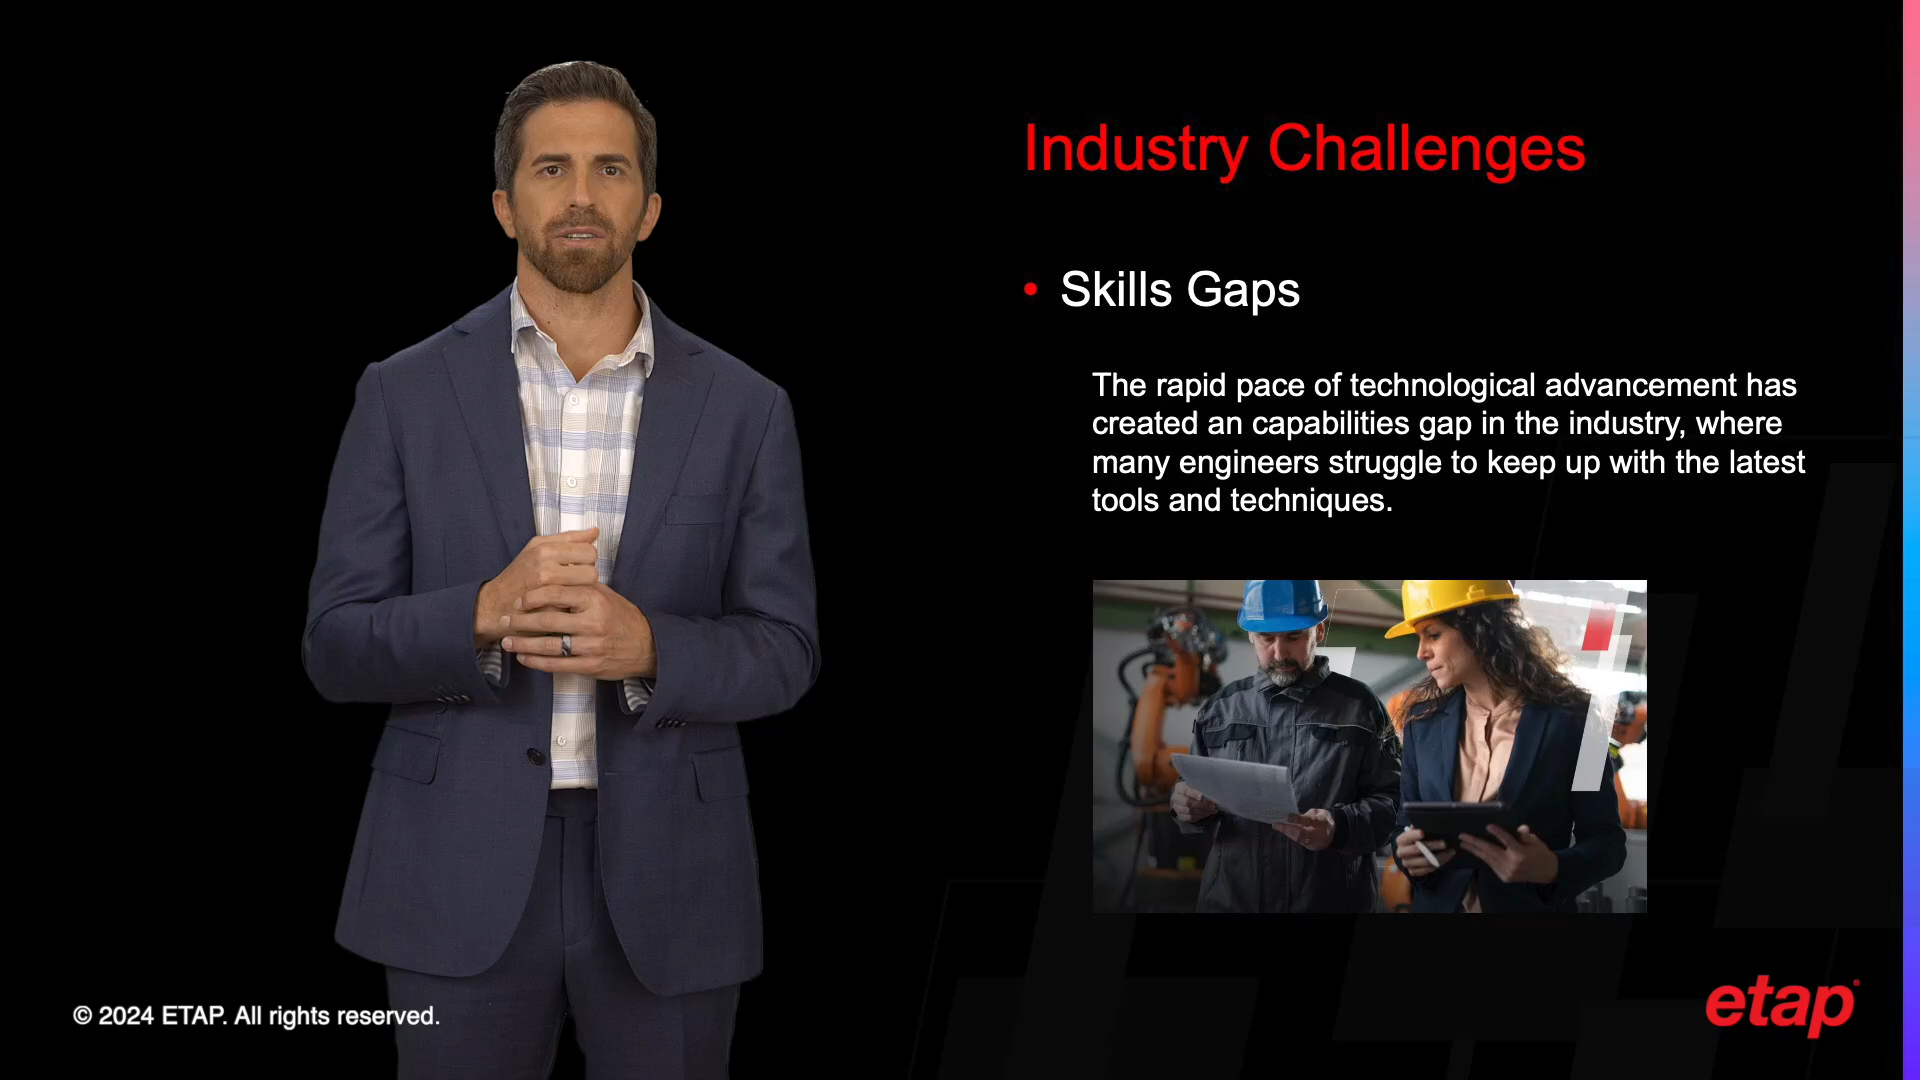 Industry Challenges
• Skills Gaps
The rapid pace of technological advancement has
created an capabilities gap in the industry, where
many engineers struggle to keep up with the latest
tools and techniques.
© 2024 ETAP. All rights reserved.
etap